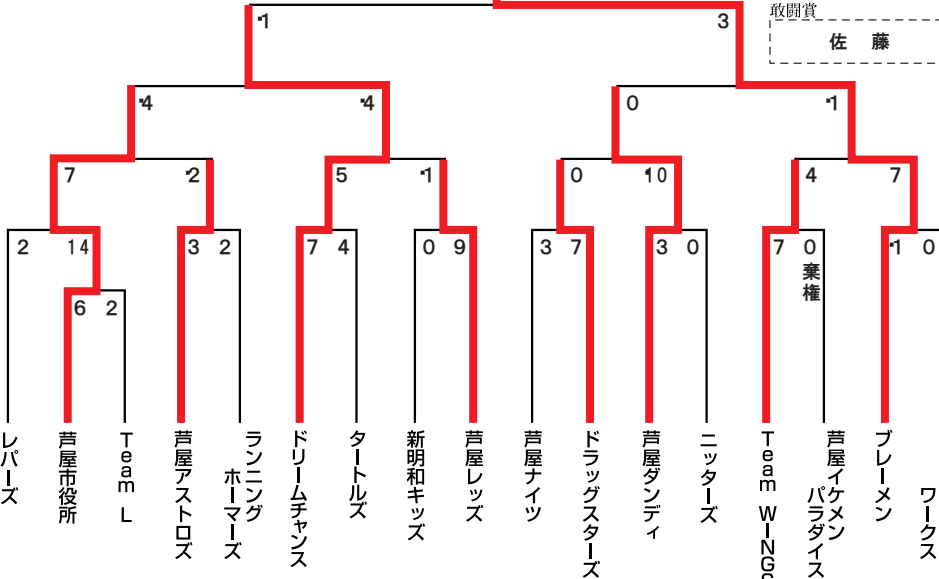 敢闘賞
佐 藤
1 3
4 4 0 1
7 2 5 1 0 10 4 7
2 14 3 2 7 4 0 9 3 7 3 0 7 0 1 0
棄権
6 2
レパーズ
芦屋市役所
Team L
芦屋アストロズ
ランニング
ホーマーズ
ドリームチャンス
タートルズ
新明和キッズ
芦屋レッズ
芦屋ナイツ
ドラッグスターズ
芦屋ダンディ
ニッターズ
Team WING
芦屋イケメン
パラダイス
ブレーメン
ワークス